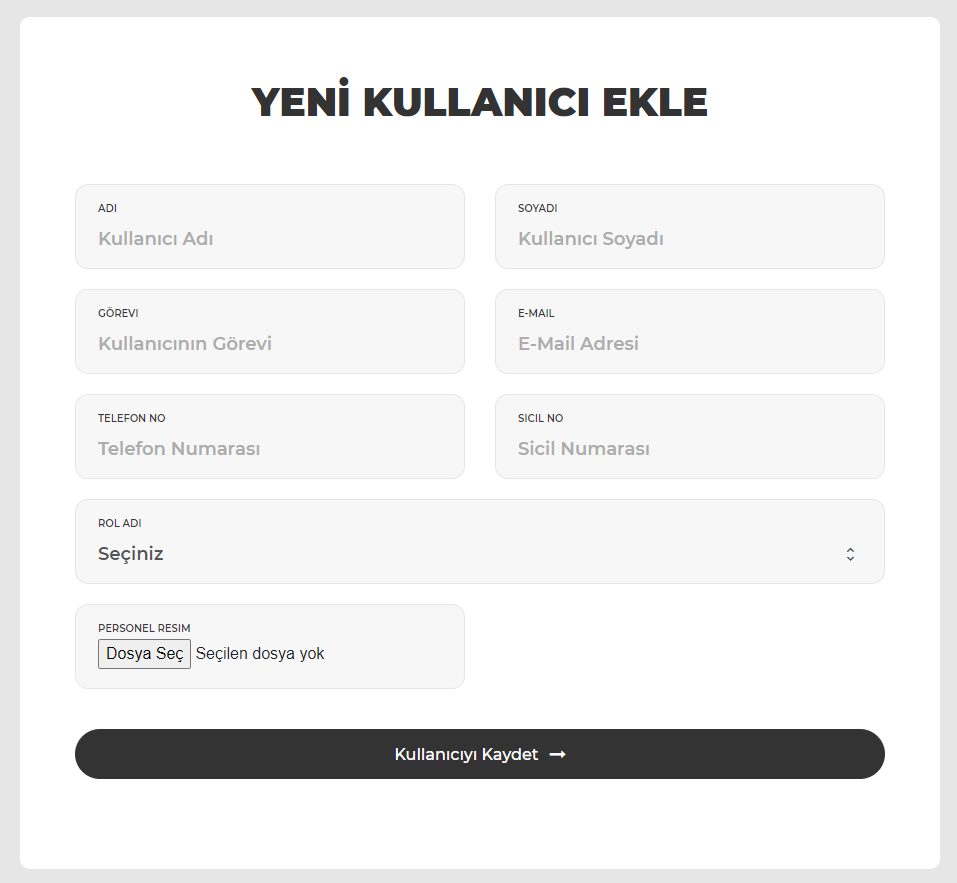 YENİ KULLANICI EKLE
ADI
Kullanıcı Adı
SOYADI
Kullanıcı Soyadı
GÖREVI
Kullanıcının Görevi
E-MAIL
E-Mail Adresi
TELEFON NO
Telefon Numarası
SICIL NO
Sicil Numarası
ROL ADI
Seçiniz
PERSONEL RESIM
Dosya Seç Seçilen dosya yok
Kullanıcıyı Kaydet →